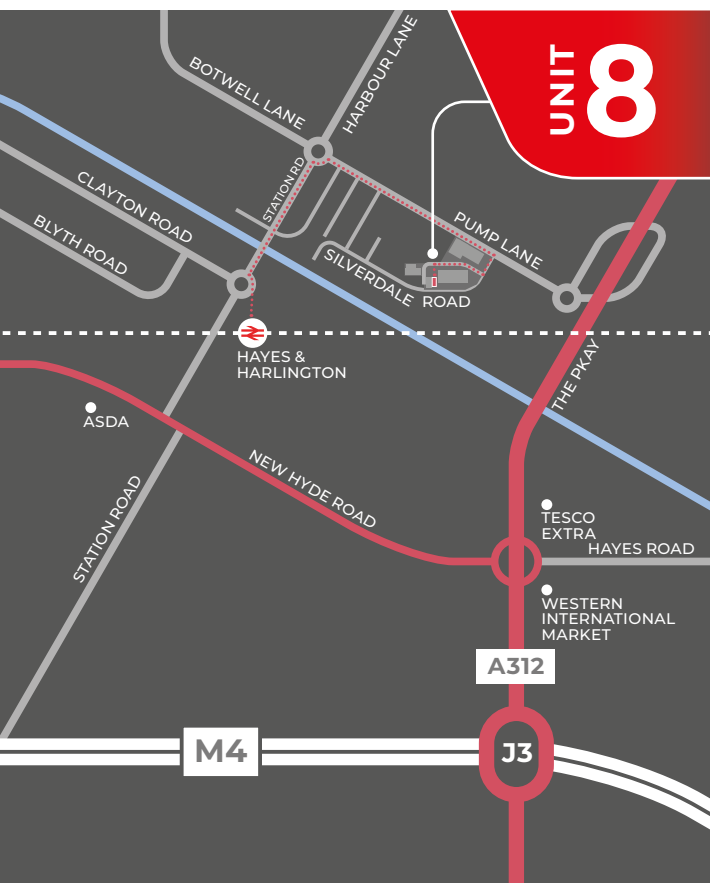 UNIT
8
HARBOUR LANE
BOTWELL LANE
STATION RD
CLAYTON ROAD
BLYTH ROAD
PUMP LANE
SILVERDALE
ROAD
HAYES &
HARLINGTON
THE PKAY
ASDA
NEW HYDE ROAD
STATION ROAD
TESCO
EXTRA
HAYES ROAD
WESTERN
INTERNATIONAL
MARKET
A312
M4
J3